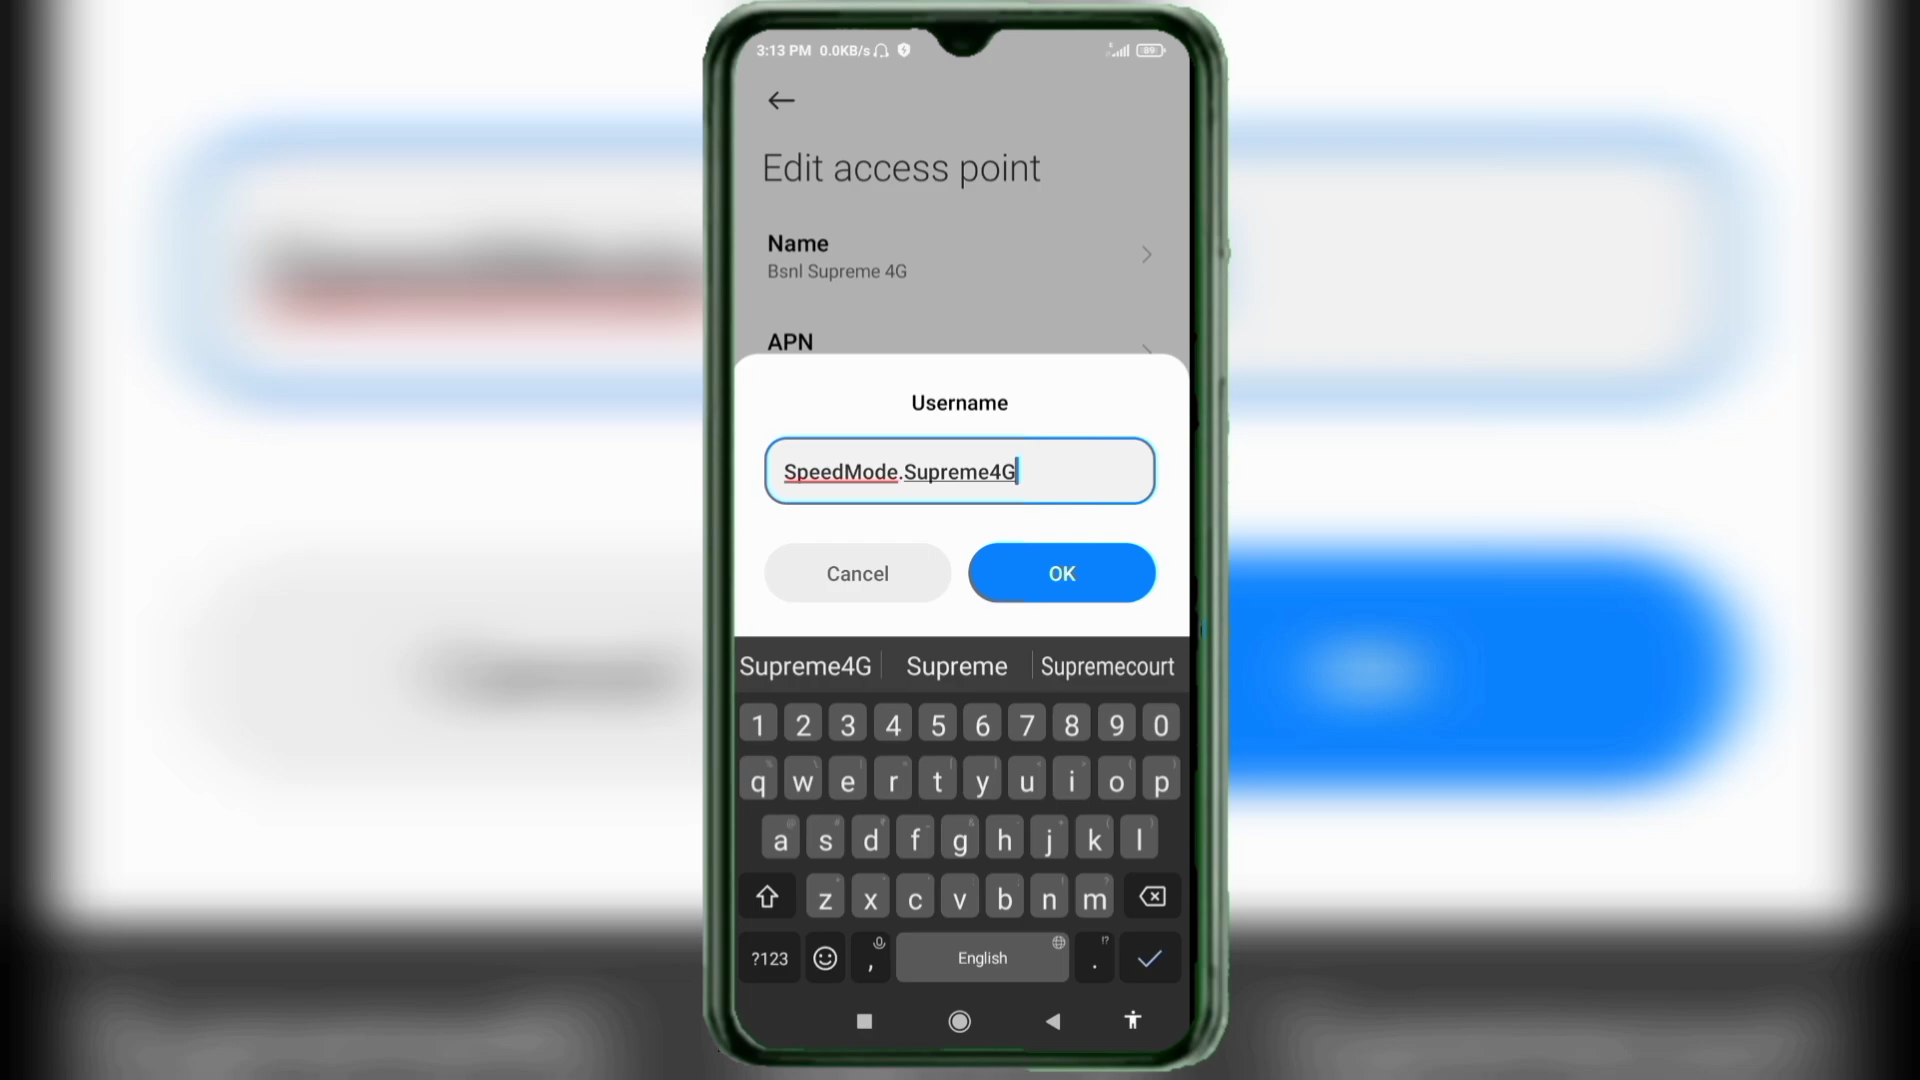 3:13 PM 0.0KB/s 89
Edit access point
Name
Bsnl Supreme 4G
APN
Username
SpeedMode.Supreme4G
Cancel OK
Supreme4G Supreme Supremecourt
1 2 3 4 5 6 7 8 9 0
q w e r t y u i o p
a s d f g h j k l
z x c v b n m
?123 , English . !?